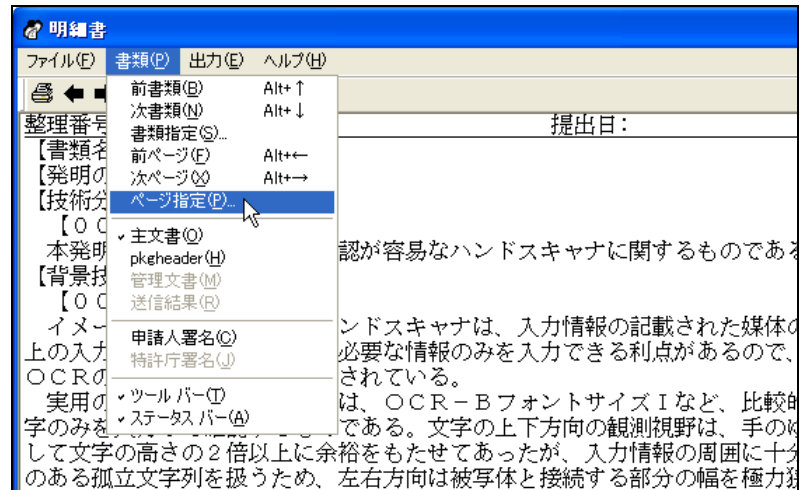 明細書
ファイル(F) 書類(P) 出力(E) ヘルプ(H)
前書類(B) Alt+↑
次書類(N) Alt+↓
書類指定(S)...
前ページ(F) Alt+←
次ページ(X) Alt+→
ページ指定(P)...
✓主文書(O)
pkgheader(H)
管理文書(M)
送信結果(R)
申請人署名(C)
特許庁署名(J)
✓ツール バー(T)
✓ステータス バー(A)
整理番号 提出日:
【書類名
【発明の
【技術分
【00
本発明 認が容易なハンドスキャナに関するものである
【背景技
【00
イメー ンドスキャナは、入力情報の記載された媒体の
上の入力 必要な情報のみを入力できる利点があるので、
OCRの されている。
実用の は、OCR-BフォントサイズIなど、比較的
字のみを である。文字の上下方向の観測視野は、手のゆ
して文字の高さの2倍以上に余裕をもたせてあったが、入力情報の周囲に十分
のある孤立文字列を扱うため、左右方向は被写体と接続する部分の幅を極力狭